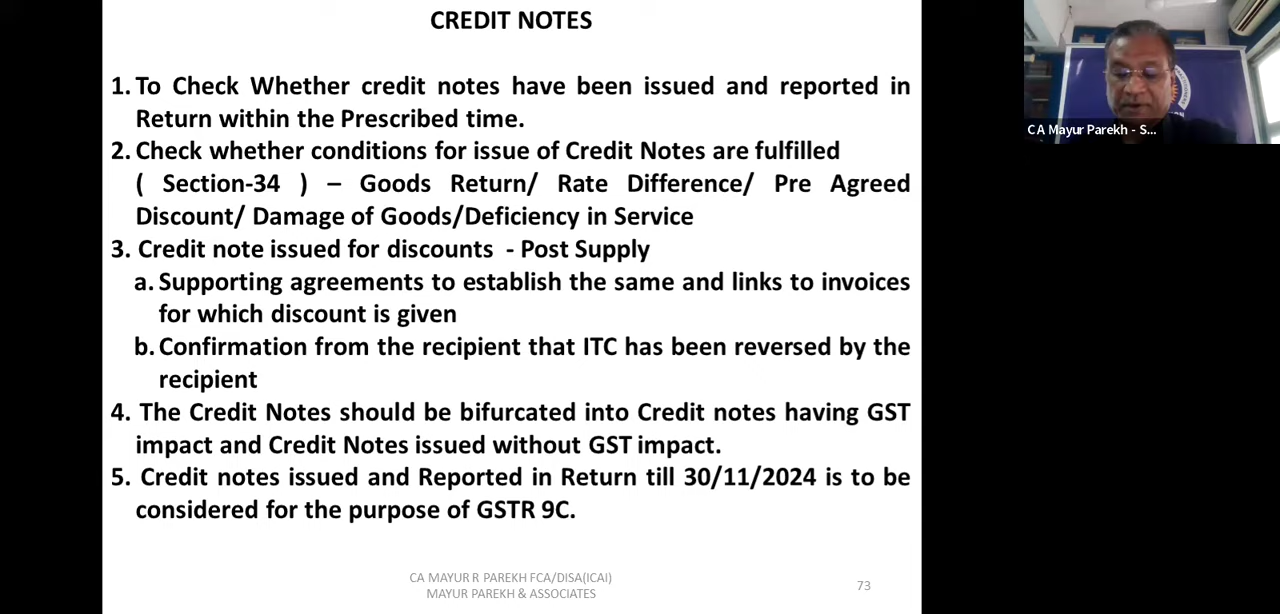 CREDIT NOTES
1. To Check Whether credit notes have been issued and reported in
Return within the Prescribed time.
2. Check whether conditions for issue of Credit Notes are fulfilled
( Section-34 ) – Goods Return/ Rate Difference/ Pre Agreed
Discount/ Damage of Goods/Deficiency in Service
3. Credit note issued for discounts - Post Supply
a. Supporting agreements to establish the same and links to invoices
for which discount is given
b. Confirmation from the recipient that ITC has been reversed by the
recipient
4. The Credit Notes should be bifurcated into Credit notes having GST
impact and Credit Notes issued without GST impact.
5. Credit notes issued and Reported in Return till 30/11/2024 is to be
considered for the purpose of GSTR 9C.
CA MAYUR R PAREKH FCA/DISA(ICAI)
MAYUR PAREKH & ASSOCIATES
73
C A Mayur Parekh - S...